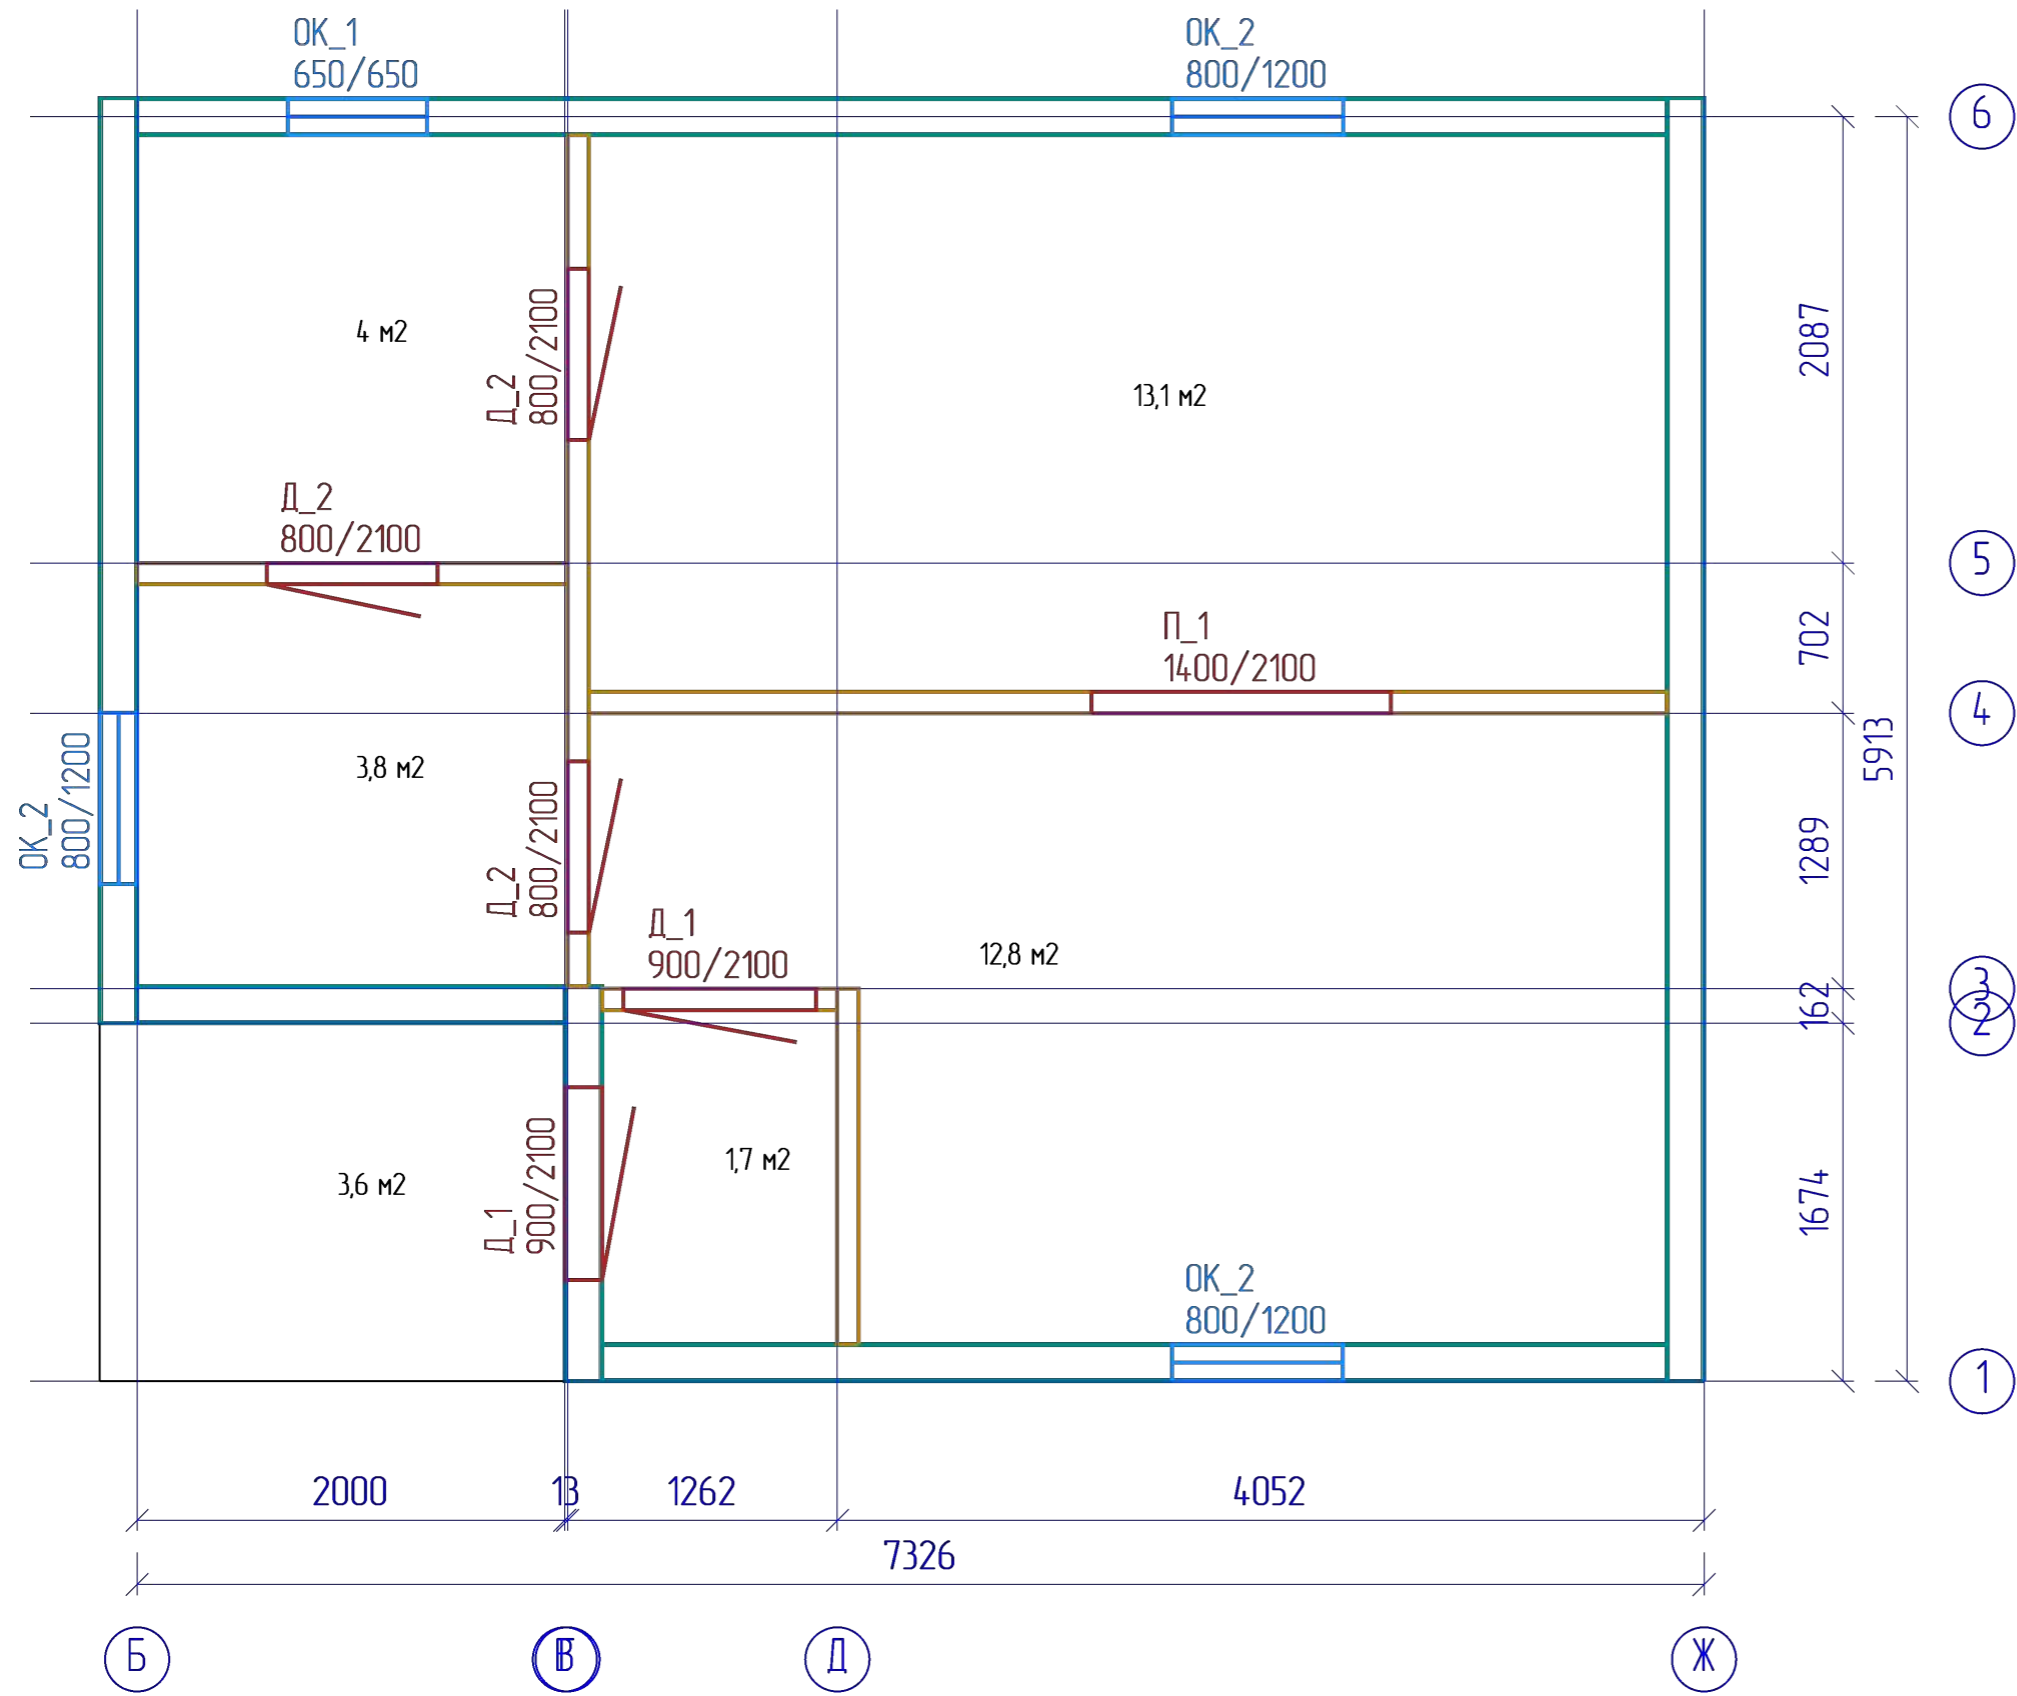 ОК_1
650/650
ОК_2
800/1200
6
Д_2
800/2100
4 м2
13,1 м2
2087
Д_2
800/2100
5
П_1
1400/2100
702
4
ОК_2
800/1200
3,8 м2
Д_2
800/2100
1289
5913
Д_1
900/2100
12,8 м2
3
162
2
3,6 м2
Д_1
900/2100
1,7 м2
1674
ОК_2
800/1200
1
2000
13
1262
4052
7326
Б
В
Г
Д
Ж